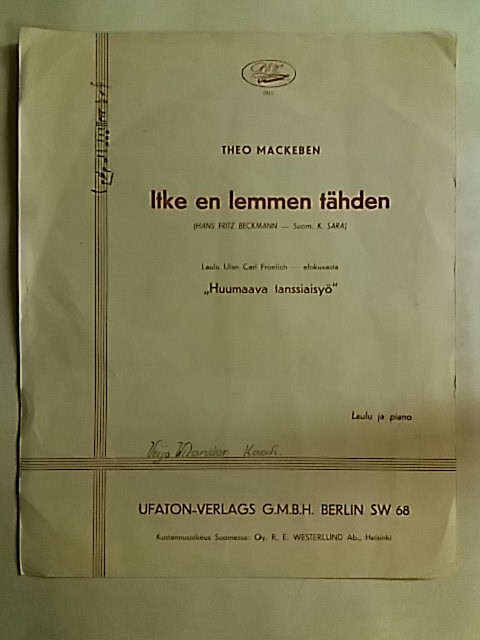 THEO MACKEBEN
Itke en lemmen tähden
(HANS FRITZ BECKMANN — Suom. K. SARA)
Laulu Ufan Carl Froelich — elokuvasta
„Huumaava tanssiaisyö"
Laulu ja piano
UFATON-VERLAGS G.M.B.H. BERLIN SW 68
Kustannusoikeus Suomessa: Oy. R. E. WESTERLUND Ab., Helsinki